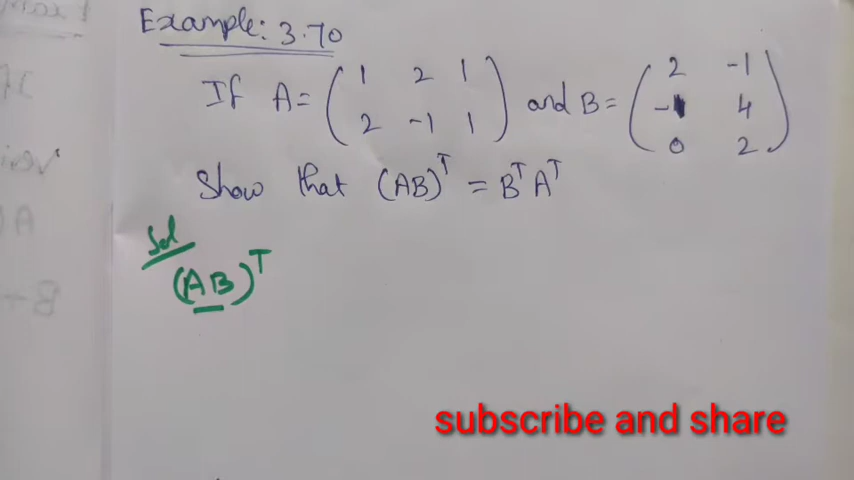 Example: 3.70
If A = ( 1 2 1
2 -1 1 ) and B = ( 2 -1
-1 4
0 2 )
Show that (AB)^T = B^T A^T
Sol
(AB)^T
subscribe and share